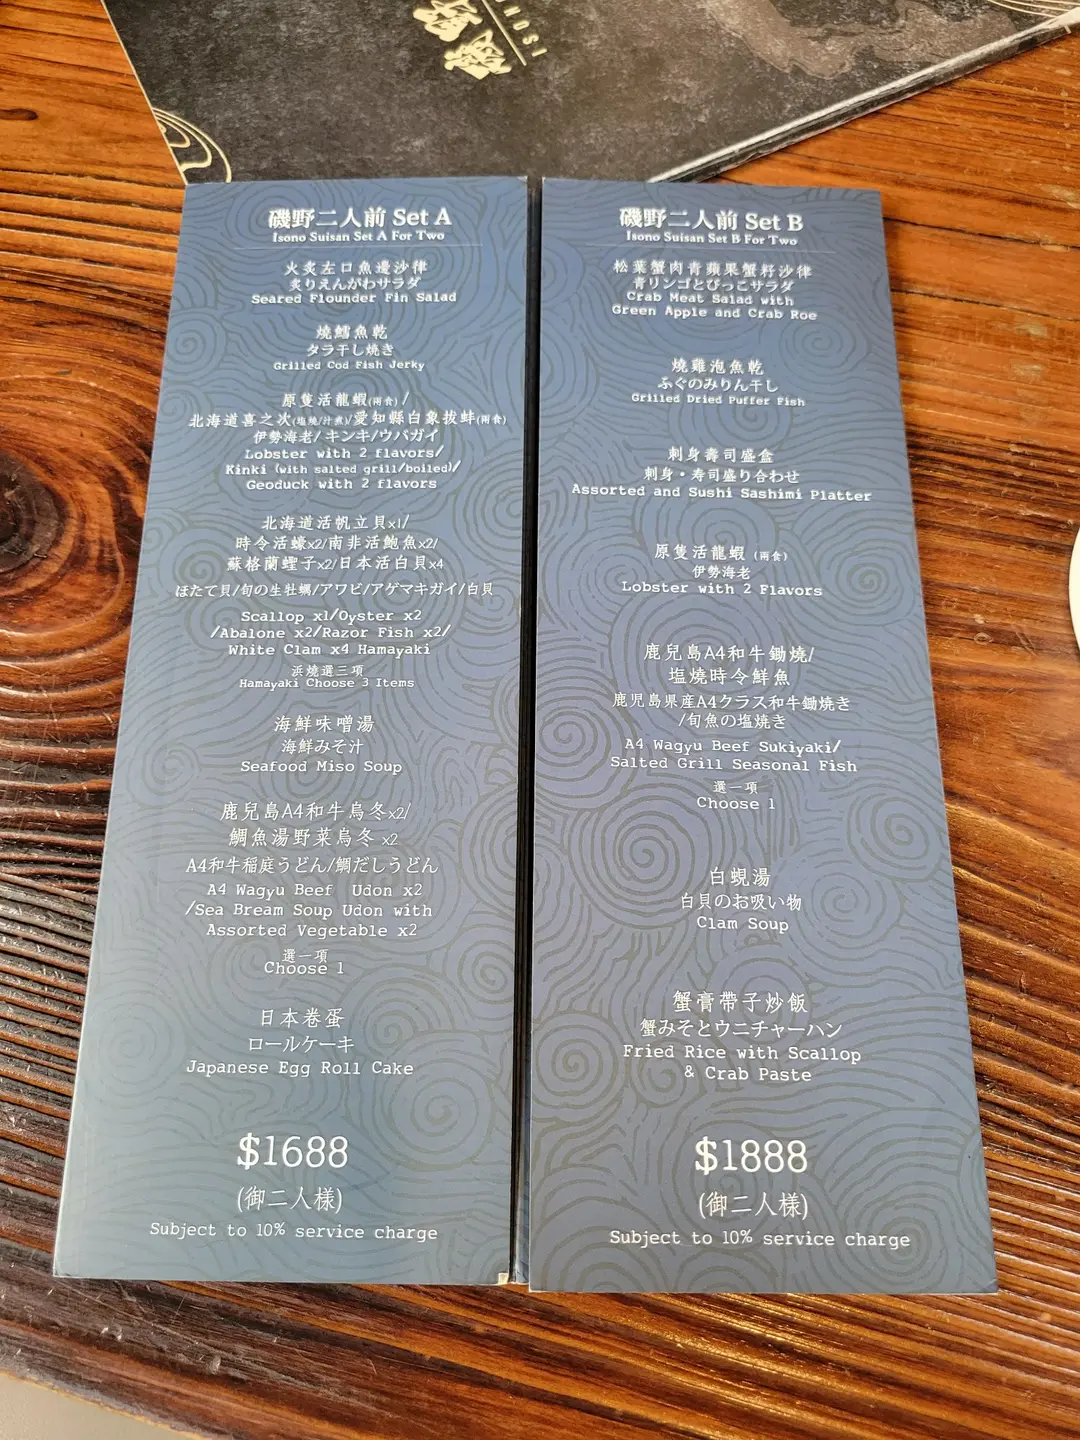 磯野二人前 Set A
Isono Suisan Set A For Two
火炙左口魚邊沙律
炙りえんがわサラダ
Seared Flounder Fin Salad
燒鱈魚乾
タラ干し焼き
Grilled Cod Fish Jerky
原隻活龍蝦(兩食)/
北海道喜之次(塩燒/汁煮)/愛知縣白象拔蚌(兩食)
伊勢海老/キンキ/ウバガイ
Lobster with 2 flavors/
Kinki (with salted grill/boiled)/
Geoduck with 2 flavors
北海道活帆立貝x1/
時令活蠔x2/南非活鮑魚x2/
蘇格蘭蟶子x2/日本活白貝x4
ほたて貝/旬の生牡蠣/アワビ/アゲマキガイ/白貝
Scallop x1/Oyster x2
/Abalone x2/Razor Fish x2/
White Clam x4 Hamayaki
浜燒選三項
Hamayaki Choose 3 Items
海鮮味噌湯
海鮮みそ汁
Seafood Miso Soup
鹿兒島A4和牛烏冬x2/
鯛魚湯野菜烏冬 x2
A4和牛稲庭うどん/鯛だしうどん
A4 Wagyu Beef Udon x2
/Sea Bream Soup Udon with
Assorted Vegetable x2
選一項
Choose 1
日本卷蛋
ロールケーキ
Japanese Egg Roll Cake
$1688
(御二人樣)
Subject to 10% service charge
磯野二人前 Set B
Isono Suisan Set B For Two
松葉蟹肉青蘋果蟹籽沙律
青リンゴとびっこサラダ
Crab Meat Salad with
Green Apple and Crab Roe
燒雞泡魚乾
ふぐのみりん干し
Grilled Dried Puffer Fish
刺身壽司盛盒
刺身・寿司盛り合わせ
Assorted and Sushi Sashimi Platter
原隻活龍蝦 (兩食)
伊勢海老
Lobster with 2 Flavors
鹿兒島A4和牛鋤燒/
塩燒時令鮮魚
鹿児島県産A4クラス和牛鋤焼き
/旬魚の塩焼き
A4 Wagyu Beef Sukiyaki/
Salted Grill Seasonal Fish
選一項
Choose 1
白蜆湯
白貝のお吸い物
Clam Soup
蟹膏帶子炒飯
蟹みそとウニチャーハン
Fried Rice with Scallop
& Crab Paste
$1888
(御二人樣)
Subject to 10% service charge